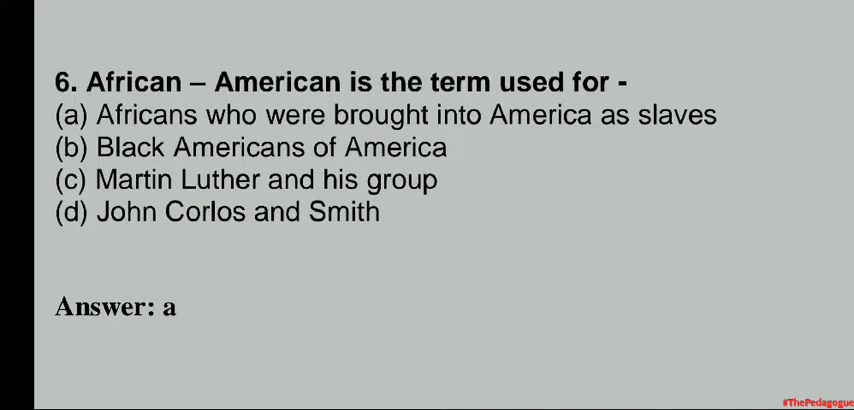 6. African – American is the term used for -
(a) Africans who were brought into America as slaves
(b) Black Americans of America
(c) Martin Luther and his group
(d) John Corlos and Smith
Answer: a
#ThePedagogue